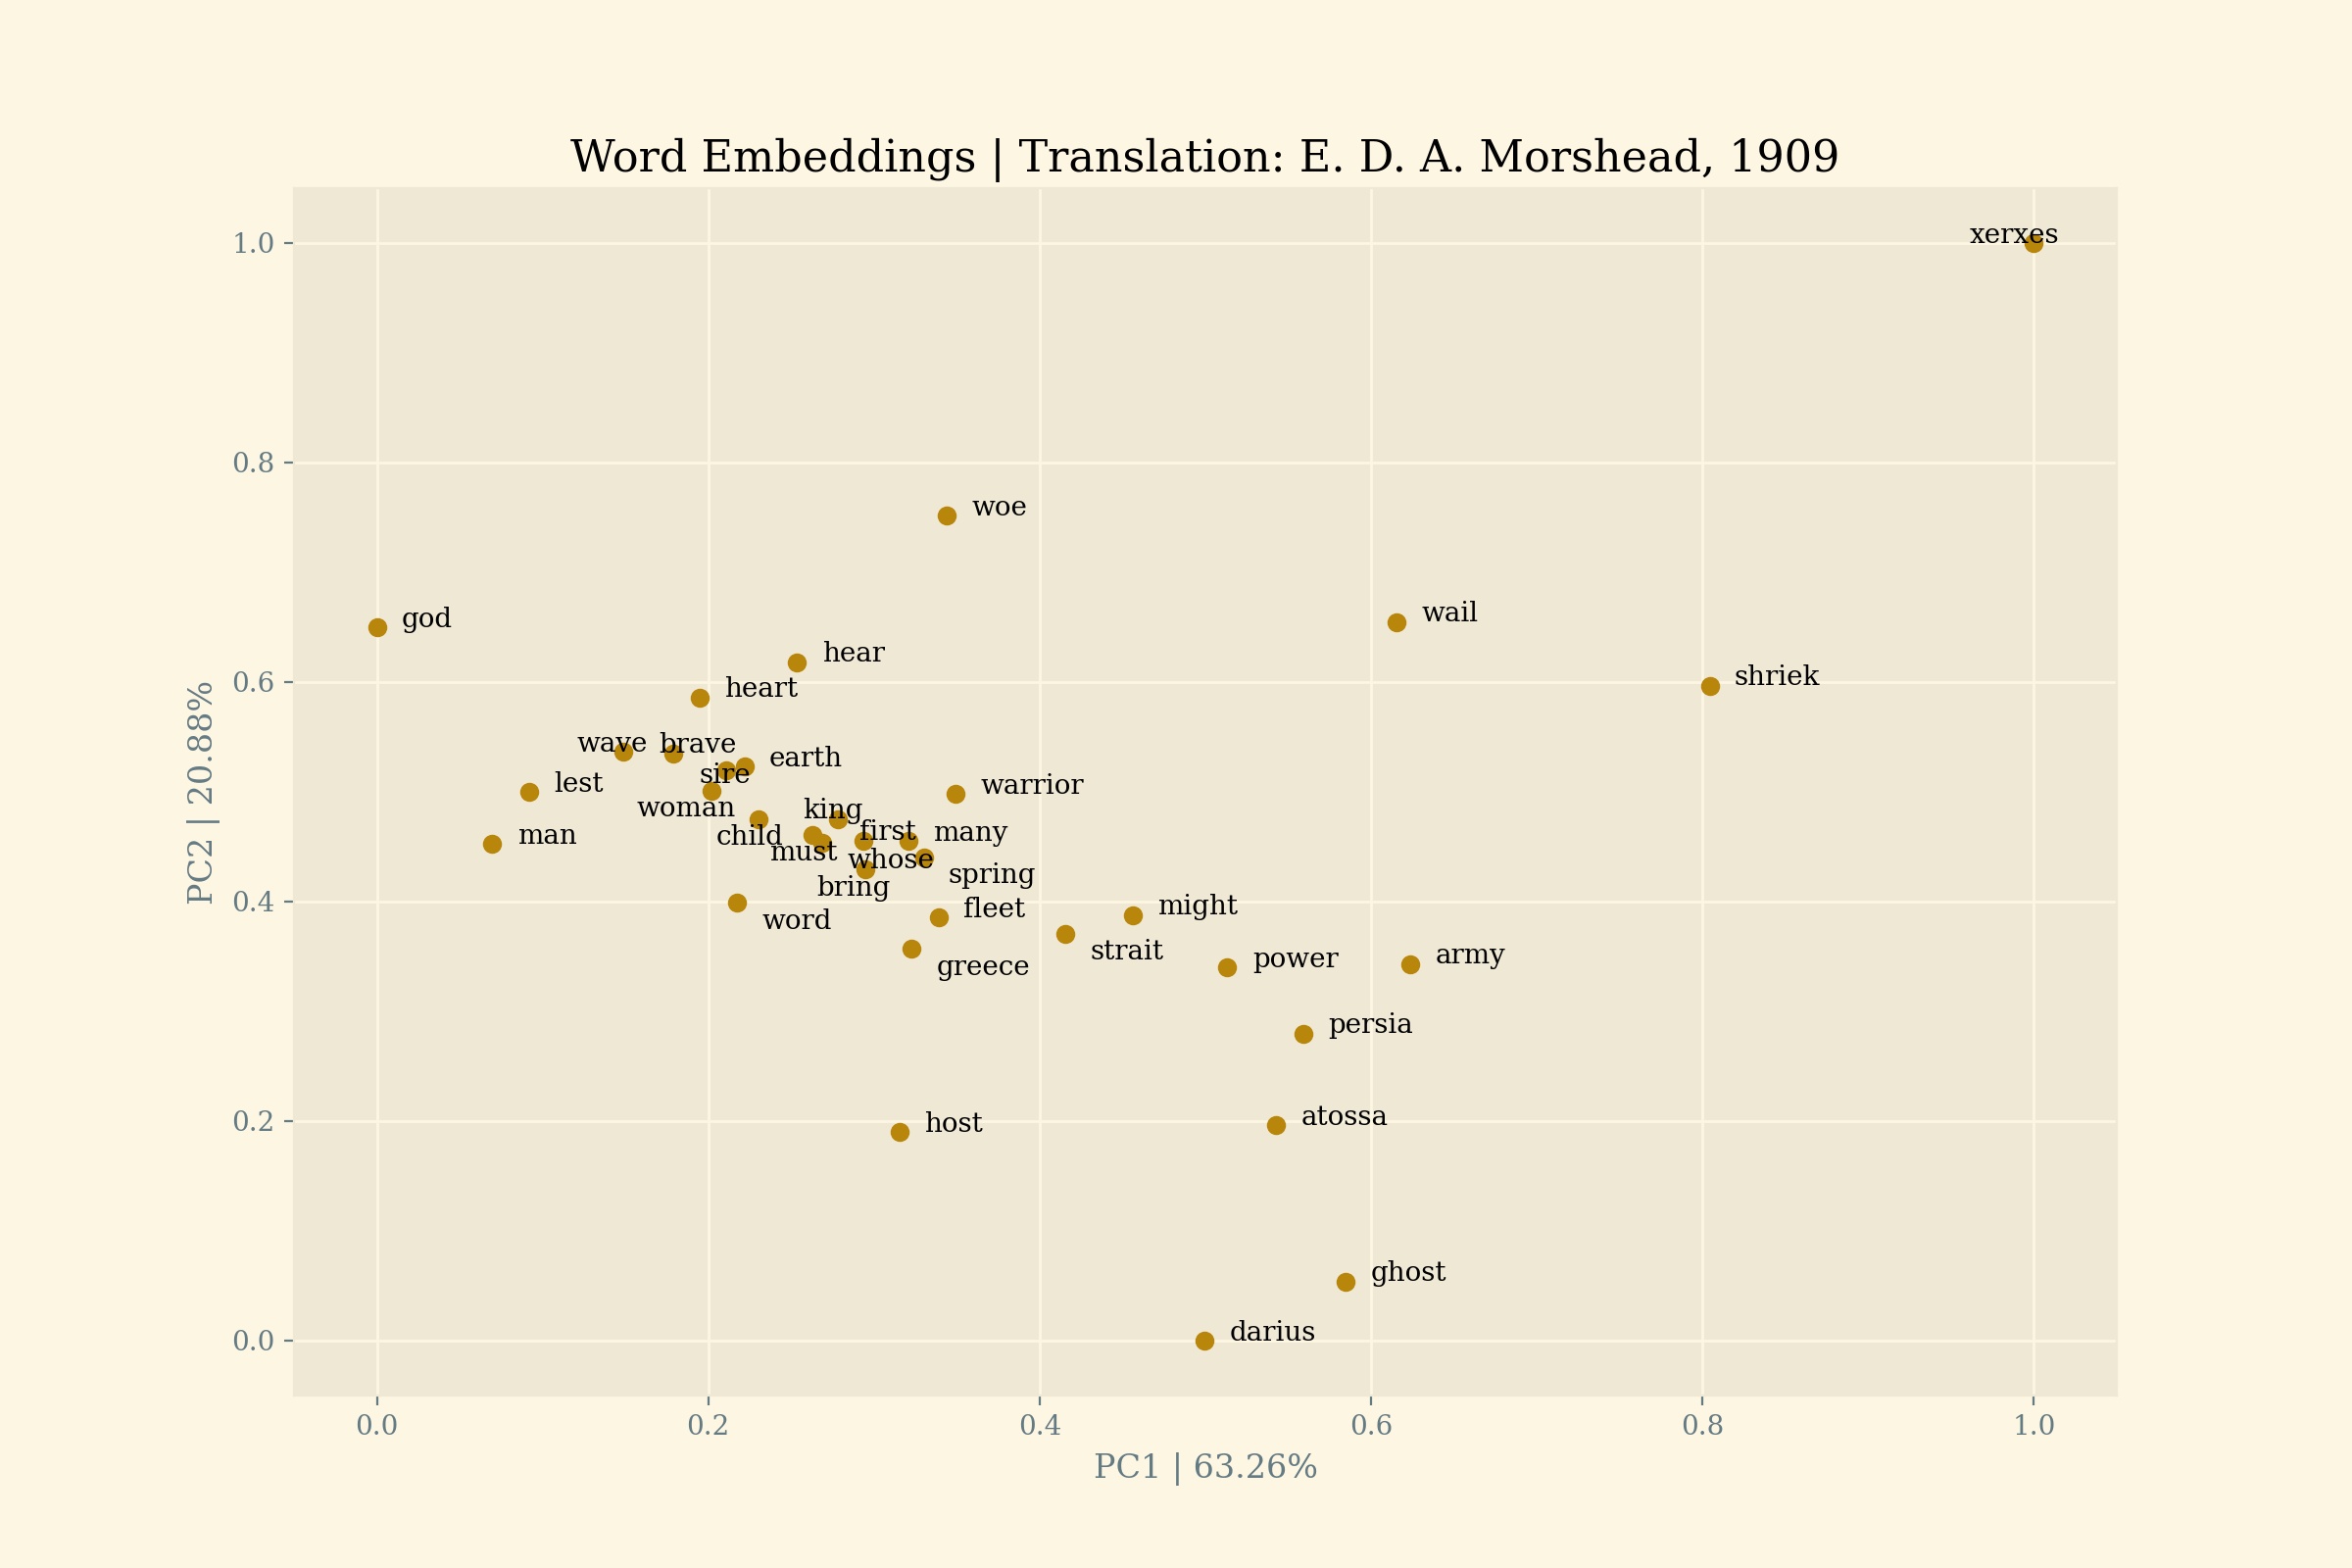 Word Embeddings | Translation: E. D. A. Morshead, 1909
1.0
0.8
0.6
0.4
0.2
0.0
PC2 | 20.88%
xerxes
woe
god
wail
hear
shriek
heart
wave
brave
earth
sire
lest
warrior
woman
king
child
first
many
man
must
whose
bring
spring
word
fleet
might
strait
greece
power
army
persia
host
atossa
ghost
darius
0.0
0.2
0.4
0.6
0.8
1.0
PC1 | 63.26%